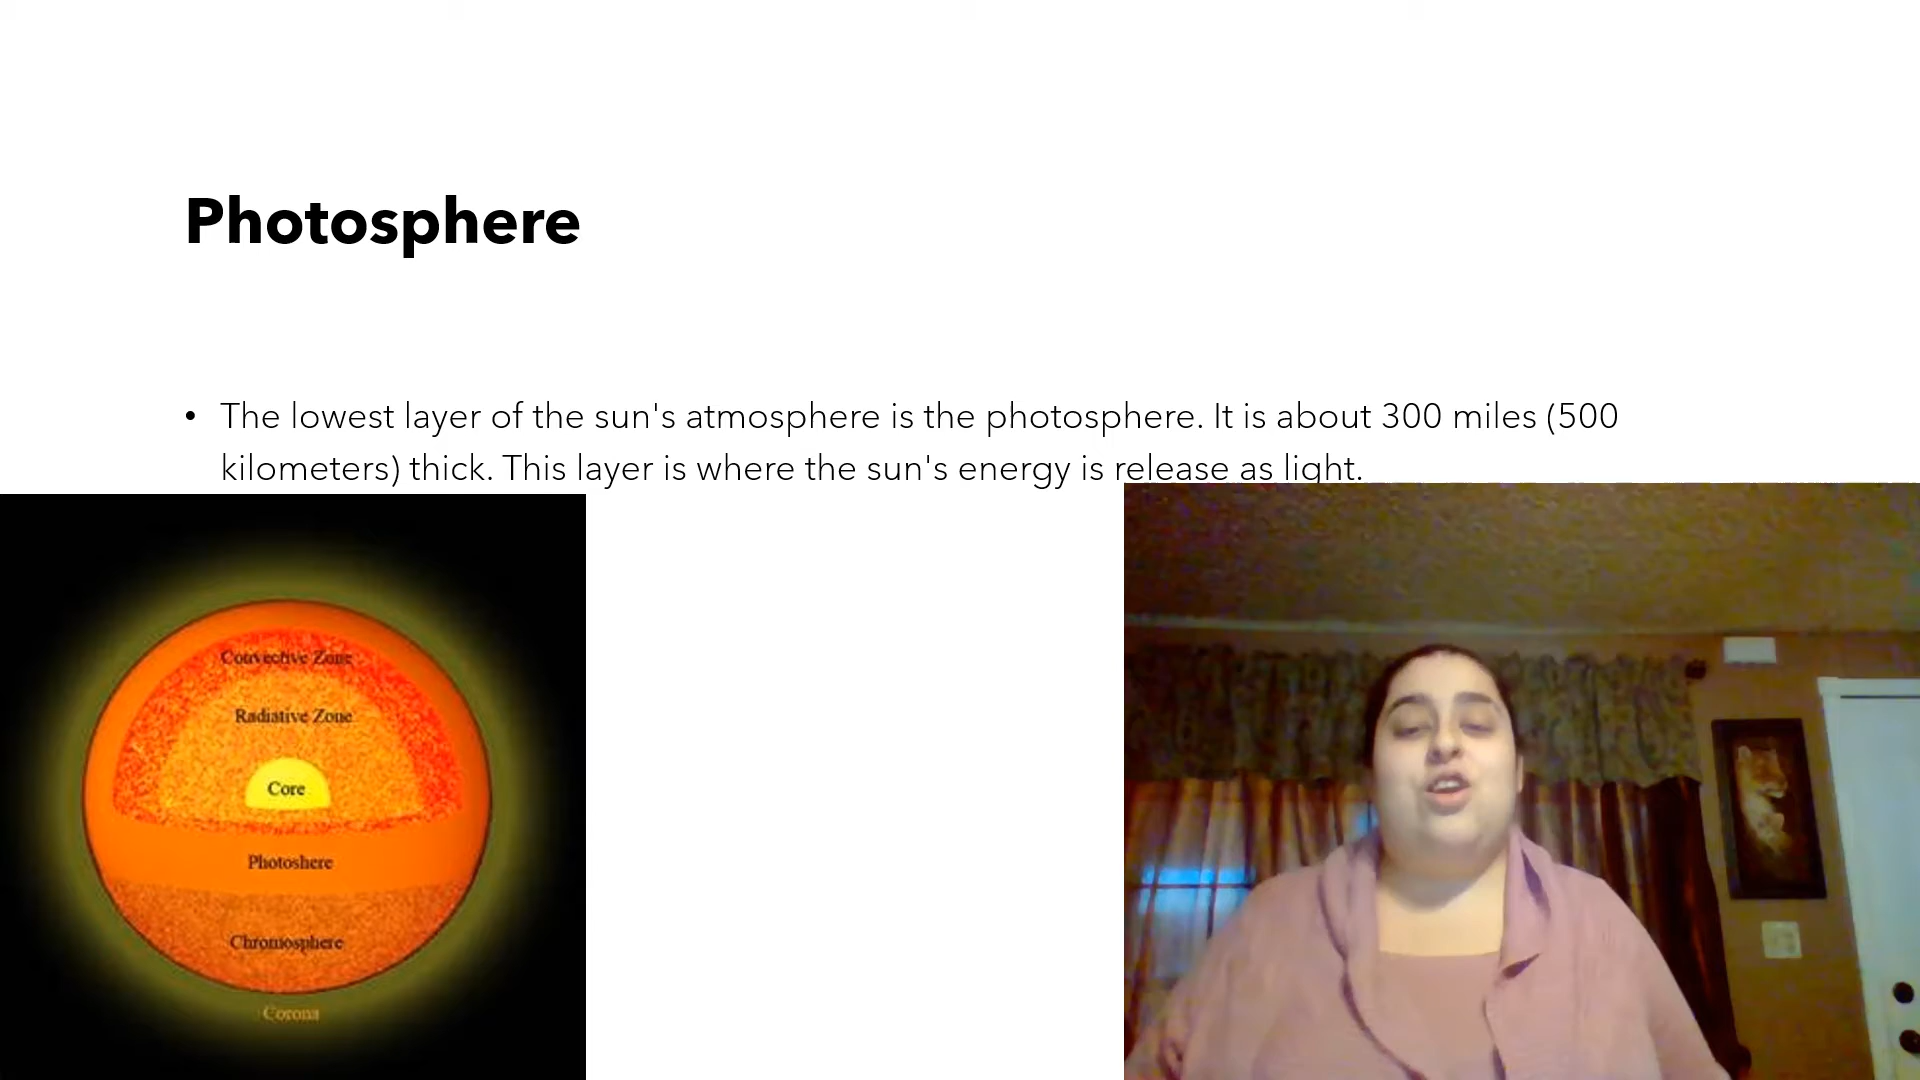 Photosphere
• The lowest layer of the sun's atmosphere is the photosphere. It is about 300 miles (500
kilometers) thick. This layer is where the sun's energy is release as light.
Convective Zone
Radiative Zone
Core
Photoshere
Chromosphere
Corona